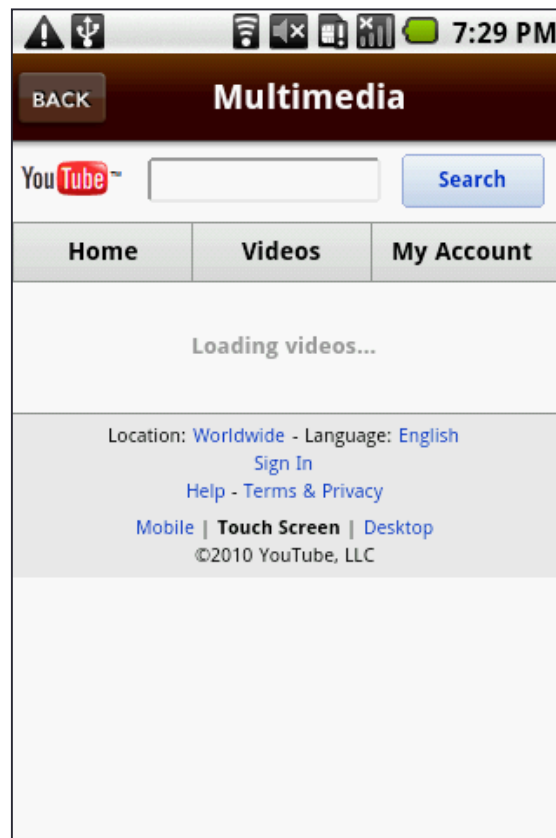 7:29 PM
BACK
Multimedia
YouTube™
Search
Home
Videos
My Account
Loading videos...
Location: Worldwide - Language: English
Sign In
Help - Terms & Privacy
Mobile | Touch Screen | Desktop
©2010 YouTube, LLC